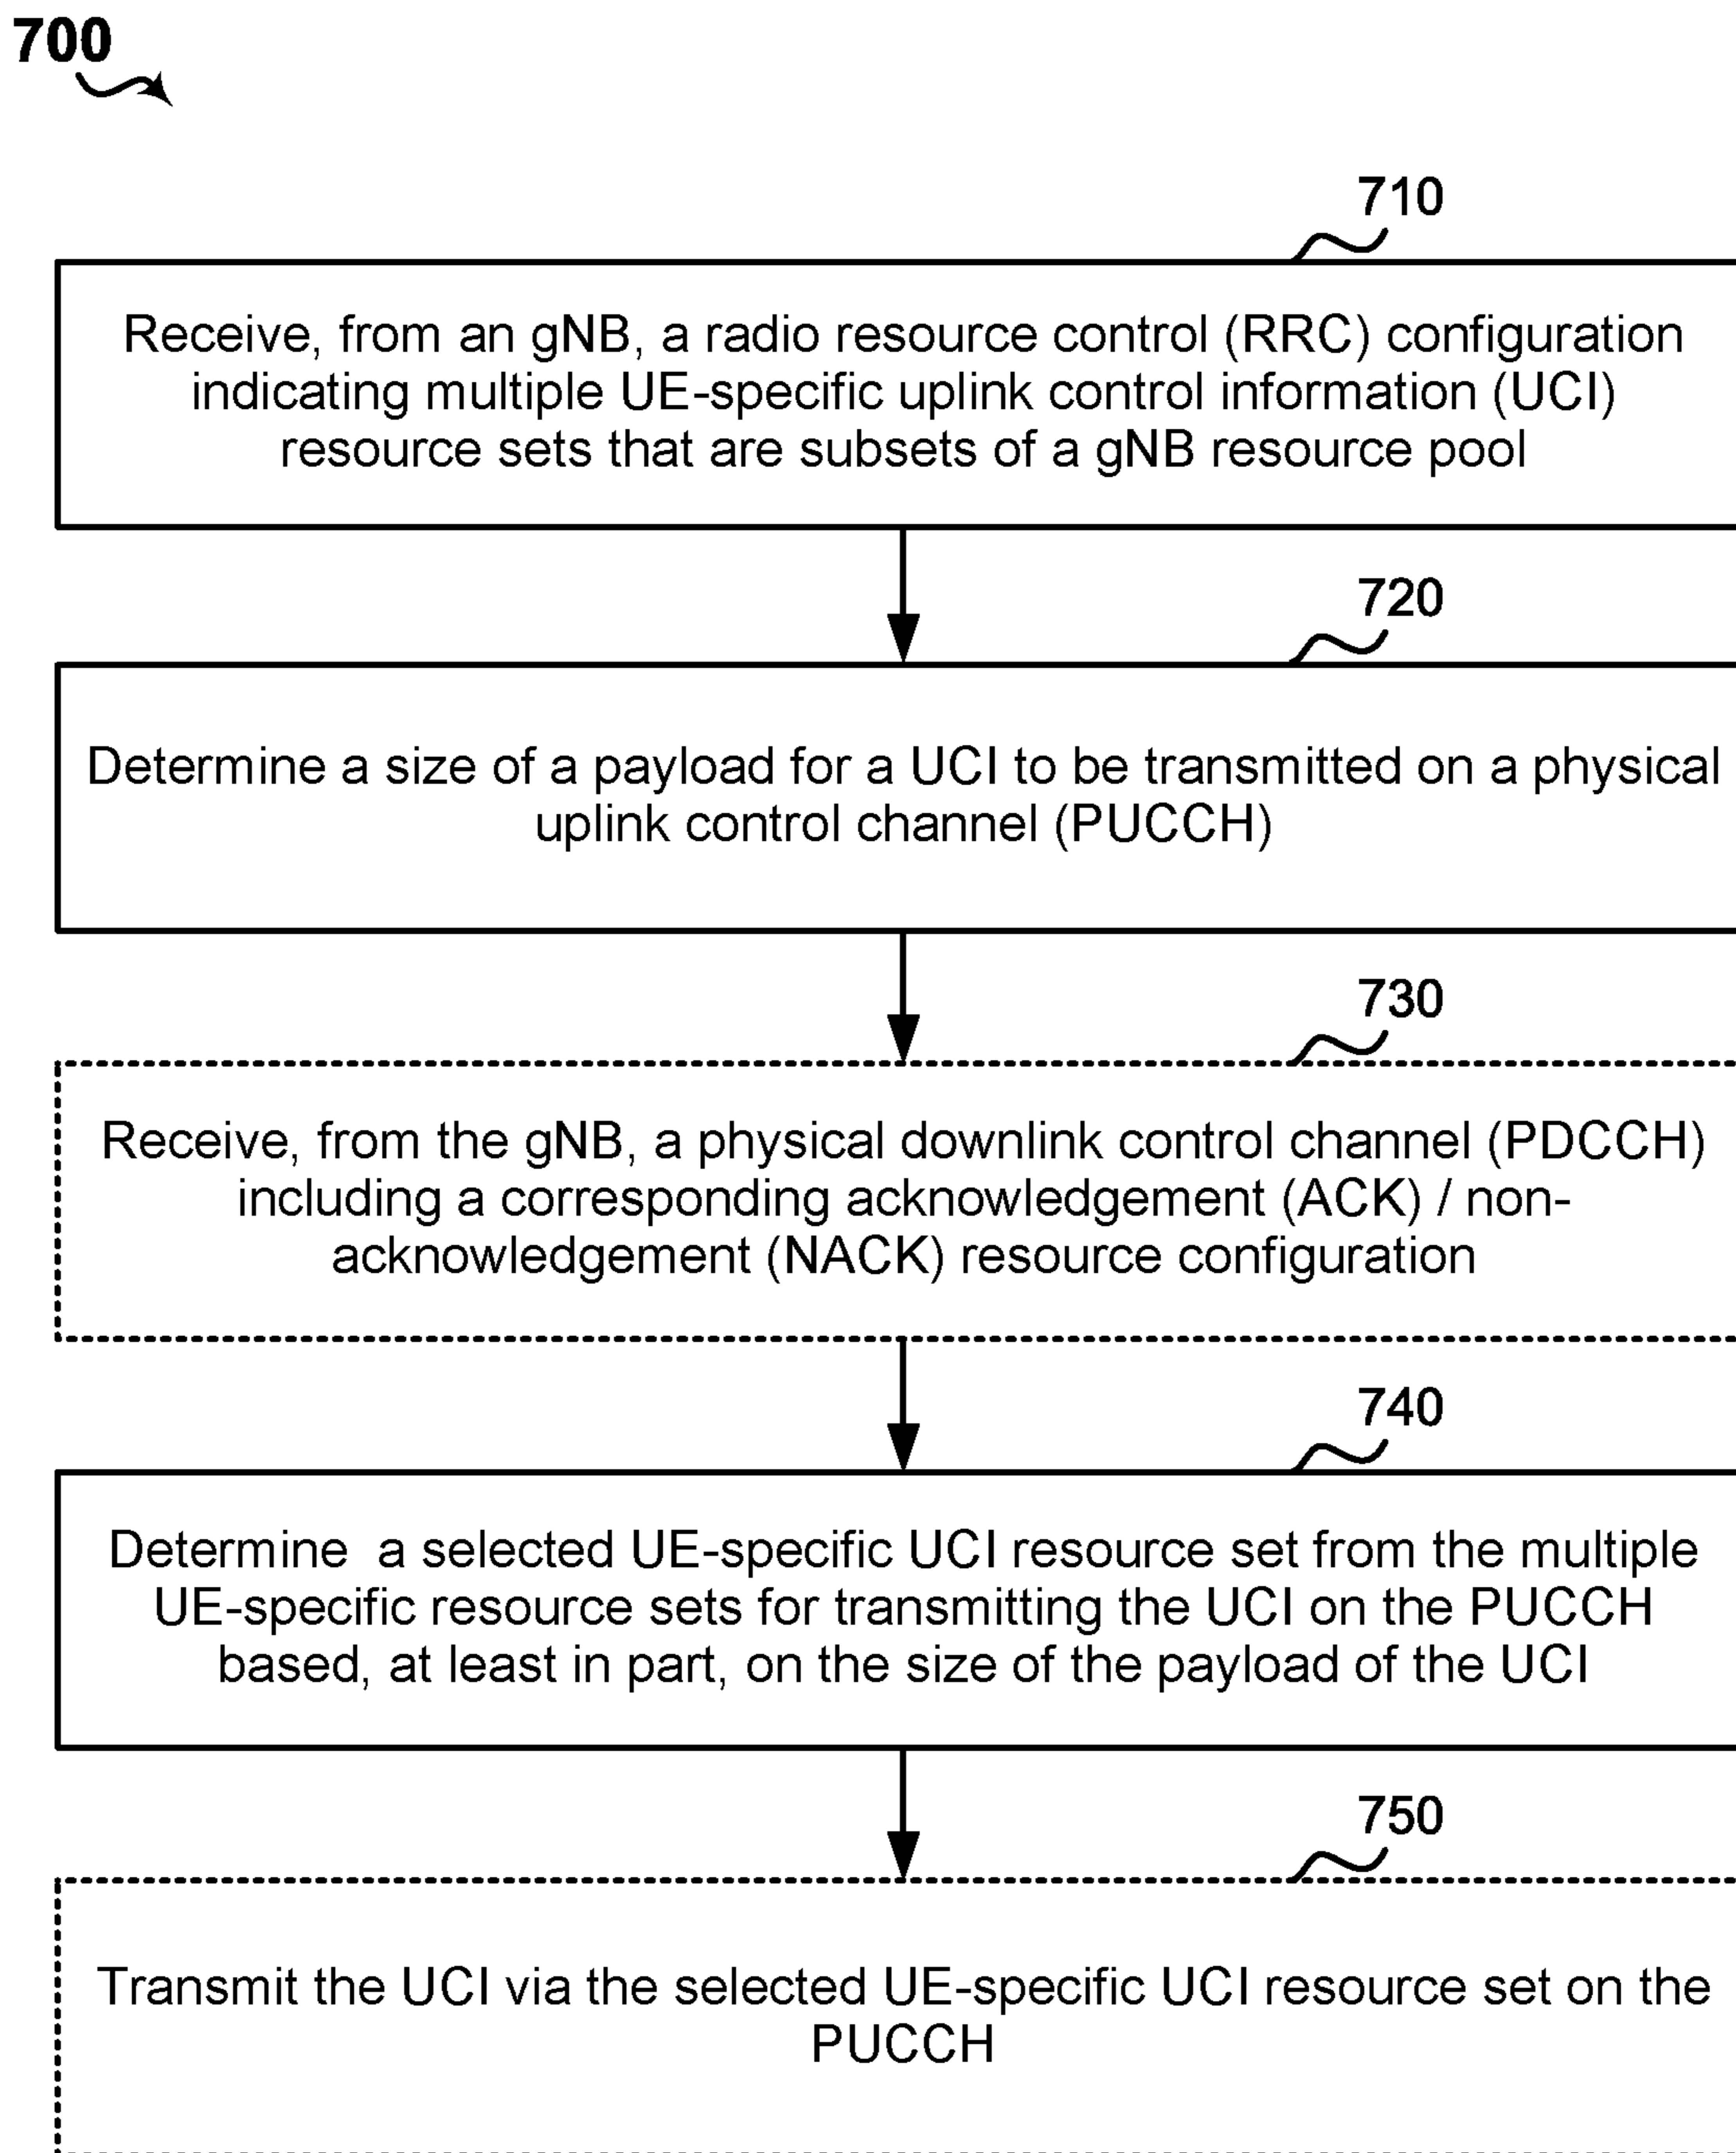 700
710
Receive, from an gNB, a radio resource control (RRC) configuration
indicating multiple UE-specific uplink control information (UCI)
resource sets that are subsets of a gNB resource pool
720
Determine a size of a payload for a UCI to be transmitted on a physical
uplink control channel (PUCCH)
730
Receive, from the gNB, a physical downlink control channel (PDCCH)
including a corresponding acknowledgement (ACK) / non-
acknowledgement (NACK) resource configuration
740
Determine a selected UE-specific UCI resource set from the multiple
UE-specific resource sets for transmitting the UCI on the PUCCH
based, at least in part, on the size of the payload of the UCI
750
Transmit the UCI via the selected UE-specific UCI resource set on the
PUCCH